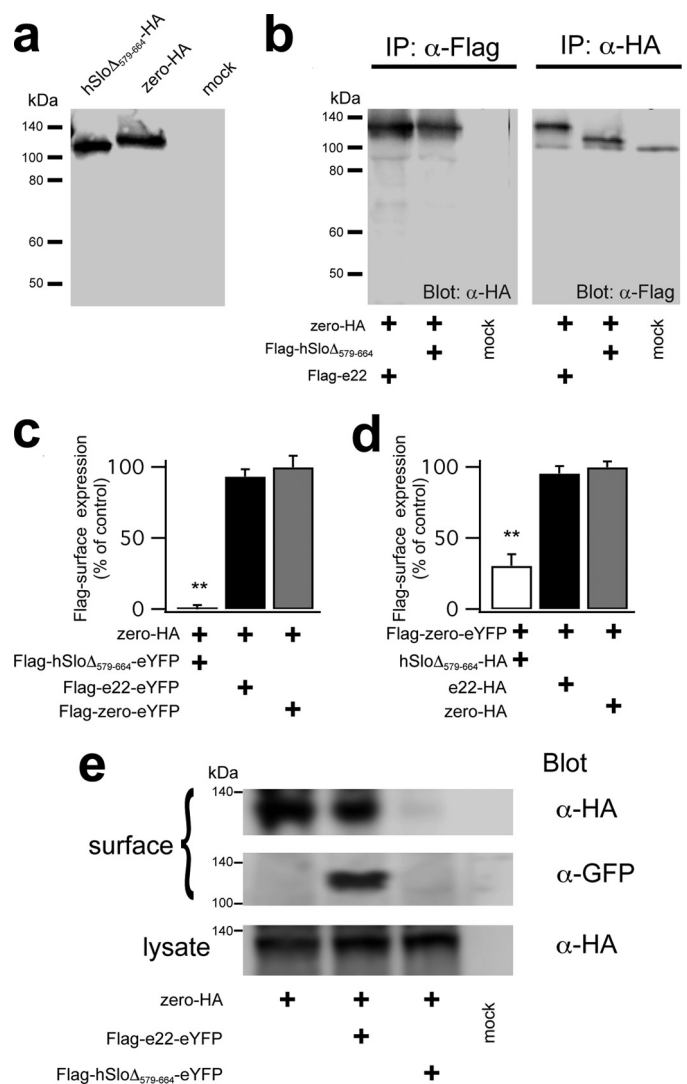 a
hSloΔ579-664-HA
zero-HA
mock
kDa
140
100
80
60
50
b
IP: α-Flag
IP: α-HA
kDa
140
100
80
60
50
Blot: α-HA
Blot: α-Flag
zero-HA + + + +
Flag-hSloΔ579-664 + +
Flag-e22 + +
mock
mock
c
Flag-surface expression
(% of control)
100
50
0
**
zero-HA + + +
Flag-hSloΔ579-664-eYFP +
Flag-e22-eYFP +
Flag-zero-eYFP +
d
Flag-surface expression
(% of control)
100
50
0
**
Flag-zero-eYFP + + +
hSloΔ579-664-HA +
e22-HA +
zero-HA +
e
kDa
Blot
surface
140
α-HA
140
100
α-GFP
lysate
140
α-HA
zero-HA + + +
Flag-e22-eYFP +
Flag-hSloΔ579-664-eYFP +
mock